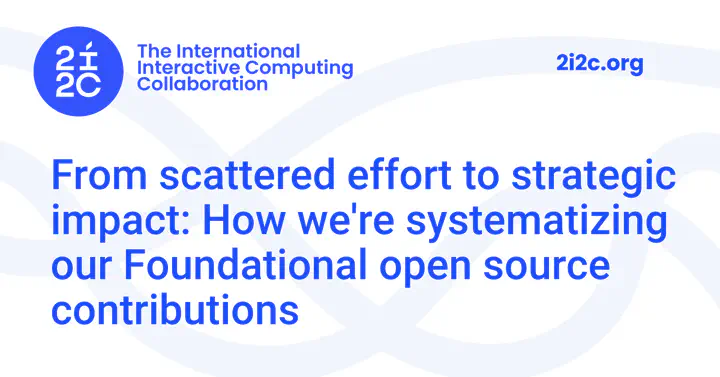 2i
2C
The International
Interactive Computing
Collaboration
2i2c.org
From scattered effort to strategic
impact: How we're systematizing
our Foundational open source
contributions